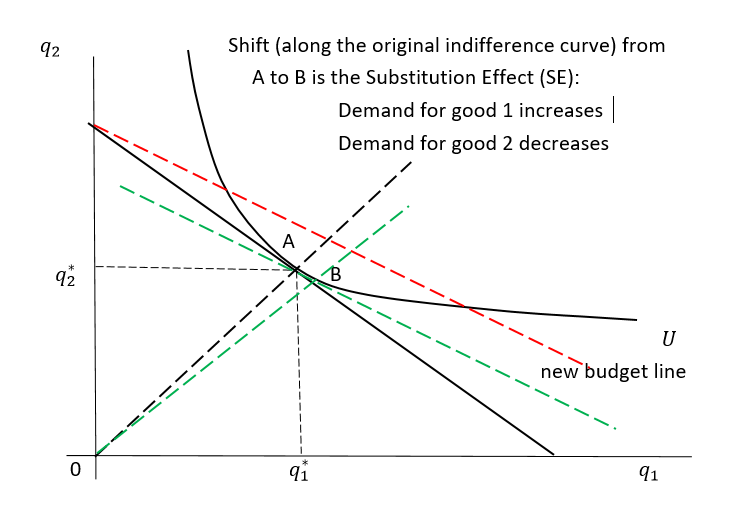 q₂
Shift (along the original indifference curve) from
A to B is the Substitution Effect (SE):
Demand for good 1 increases
Demand for good 2 decreases
A
B
q₂*
U
new budget line
0
q₁*
q₁